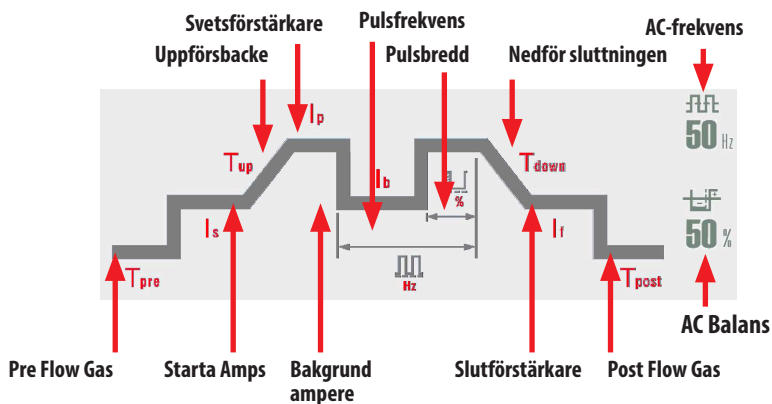 Svetsförstärkare
Pulsfrekvens
AC-frekvens
Uppförsbacke
Pulsbredd
Nedför sluttningen
Ip
50 Hz
Tup
Ib
Tdown
%
Is
If
50 %
Hz
Tpre
Tpost
AC Balans
Pre Flow Gas
Starta Amps
Bakgrund
ampere
Slutförstärkare
Post Flow Gas